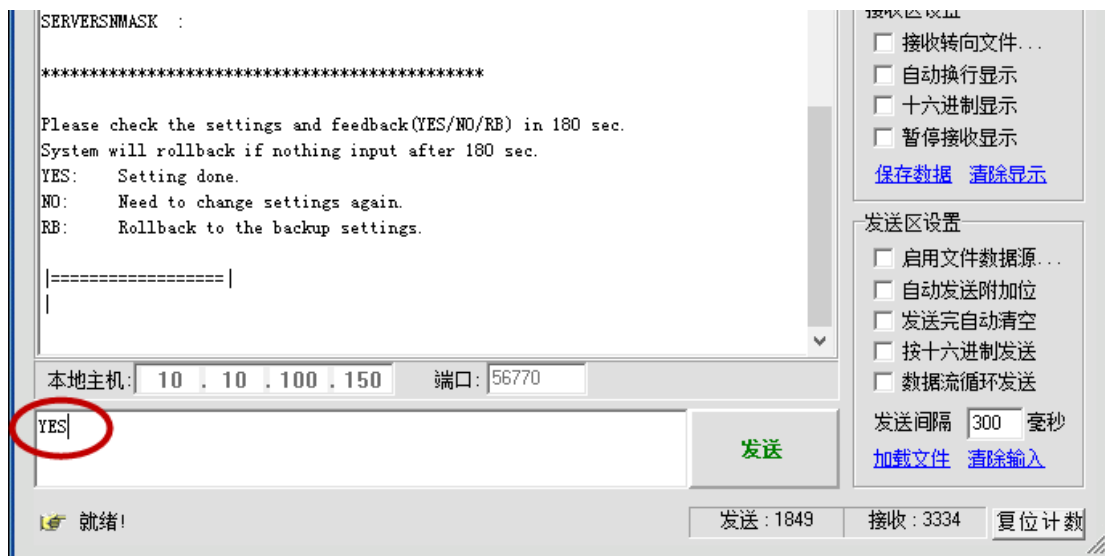 SERVERSNMASK :
**********************************************
Please check the settings and feedback(YES/NO/RB) in 180 sec.
System will rollback if nothing input after 180 sec.
YES: Setting done.
NO: Need to change settings again.
RB: Rollback to the backup settings.
|==================|
|
本地主机: 10 . 10 . 100 . 150 端口: 56770
YES
发送
就绪!
发送 : 1849
接收 : 3334
复位计数
接收区设置
接收转向文件...
自动换行显示
十六进制显示
暂停接收显示
保存数据 清除显示
发送区设置
启用文件数据源...
自动发送附加位
发送完自动清空
按十六进制发送
数据流循环发送
发送间隔 300 毫秒
加载文件 清除输入